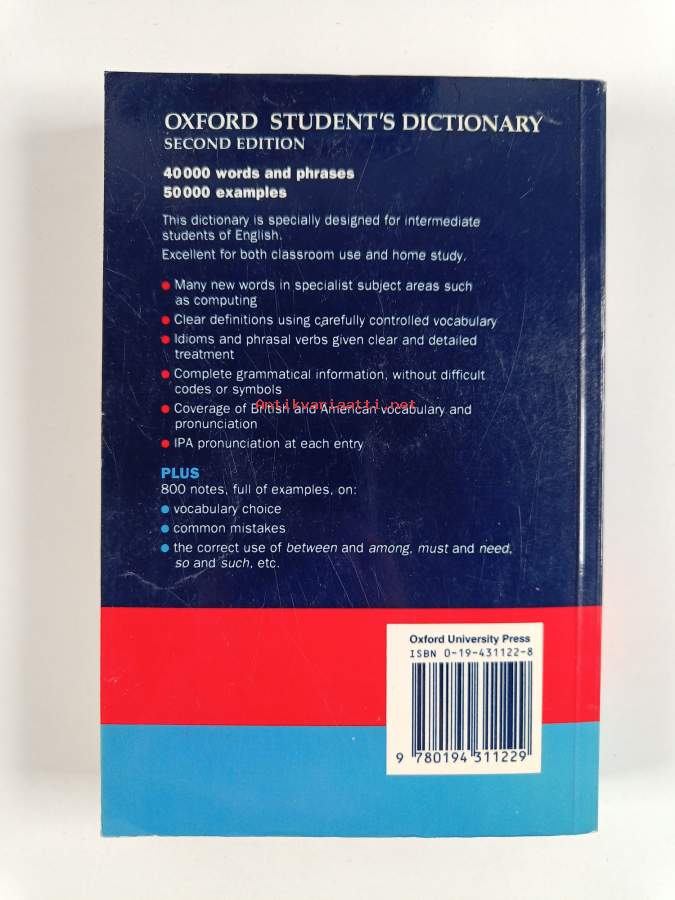 OXFORD STUDENT'S DICTIONARY
SECOND EDITION
40 000 words and phrases
50 000 examples
This dictionary is specially designed for intermediate
students of English.
Excellent for both classroom use and home study.
• Many new words in specialist subject areas such
as computing
• Clear definitions using carefully controlled vocabulary
• Idioms and phrasal verbs given clear and detailed
treatment
• Complete grammatical information, without difficult
codes or symbols
• Coverage of British and American vocabulary and
Antikvariaatti.net
pronunciation
• IPA pronunciation at each entry
PLUS
800 notes, full of examples, on:
• vocabulary choice
• common mistakes
• the correct use of between and among, must and need,
so and such, etc.
Oxford University Press
ISBN 0-19-431122-8
9 780194 311229